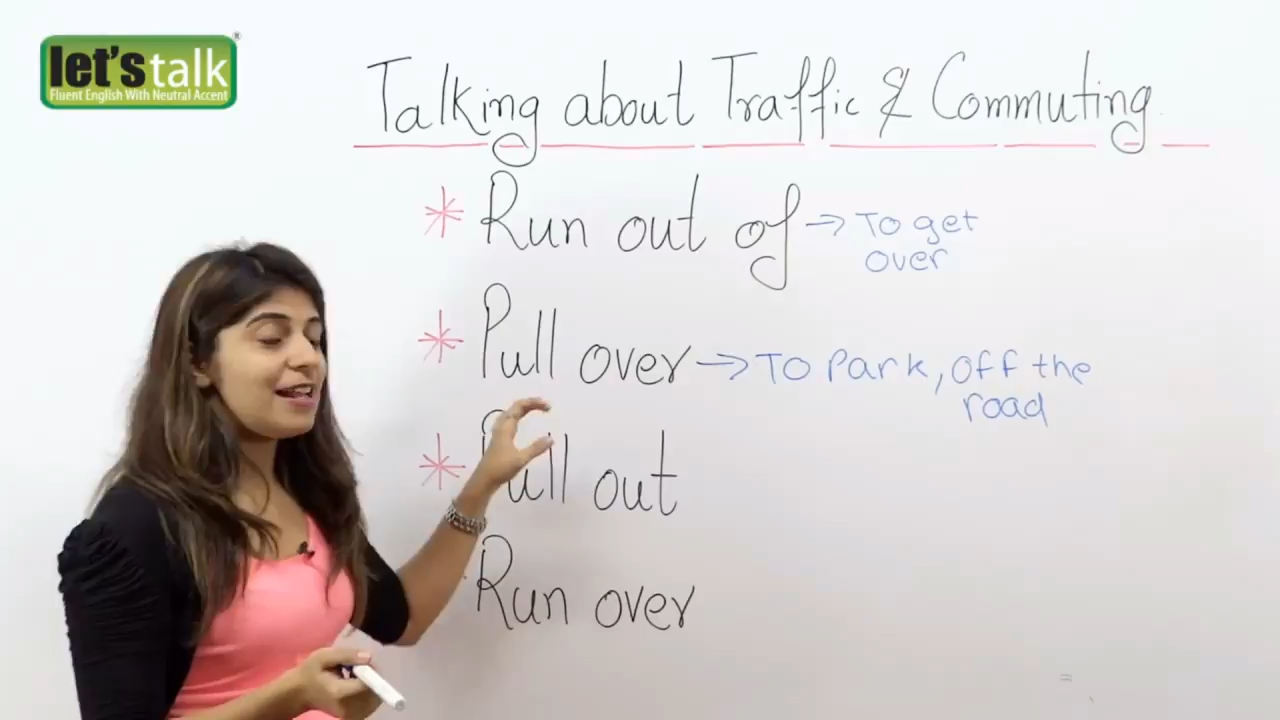 let's talk®
Fluent English With Neutral Accent
Talking about Traffic & Commuting
* Run out of → To get
over
* Pull over → To Park, off the
road
* Pull out
Run over